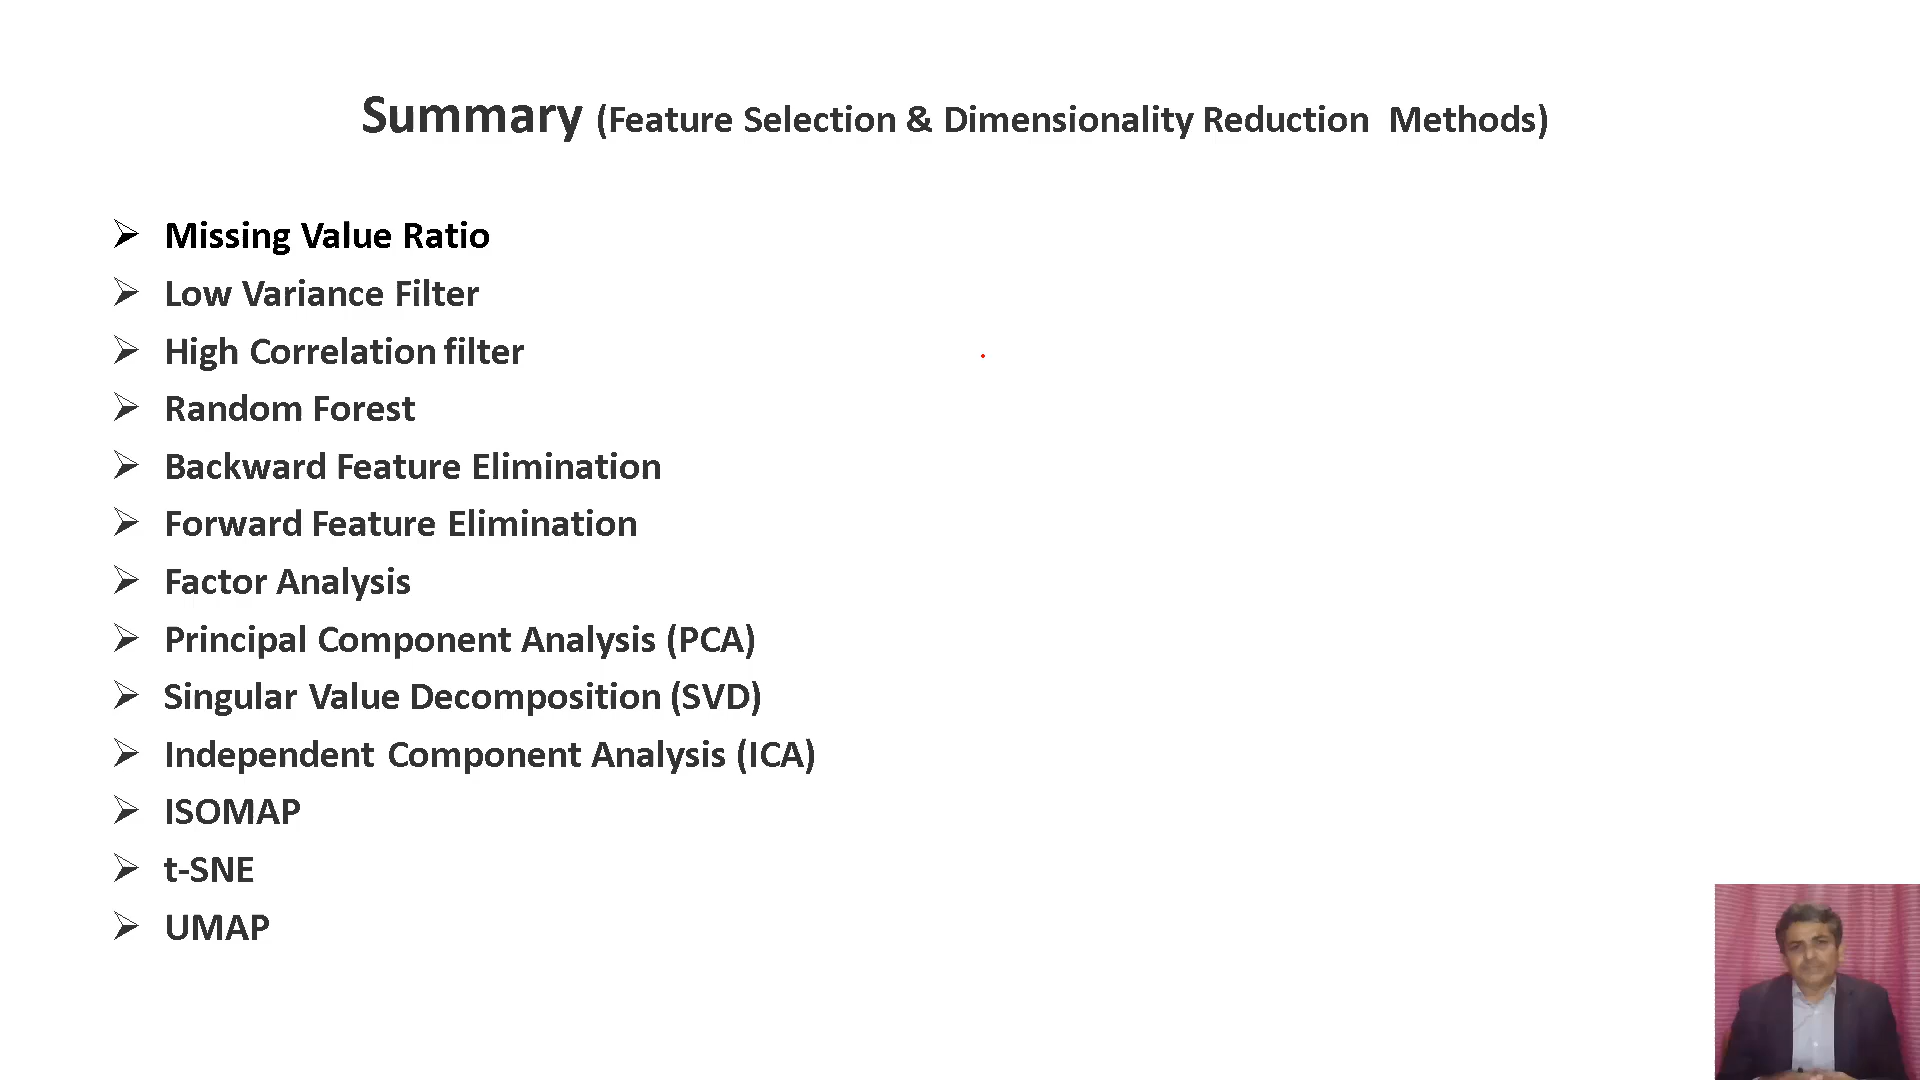 Summary (Feature Selection & Dimensionality Reduction Methods)
Missing Value Ratio
Low Variance Filter
High Correlation filter
Random Forest
Backward Feature Elimination
Forward Feature Elimination
Factor Analysis
Principal Component Analysis (PCA)
Singular Value Decomposition (SVD)
Independent Component Analysis (ICA)
ISOMAP
t-SNE
UMAP